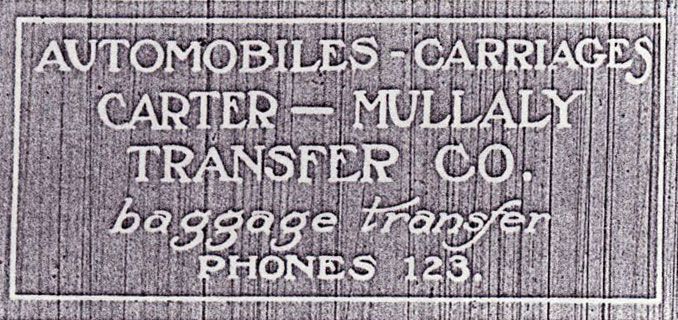 AUTOMOBILES - CARRIAGES
CARTER — MULLALY
TRANSFER CO.
baggage transfer
PHONES 123.